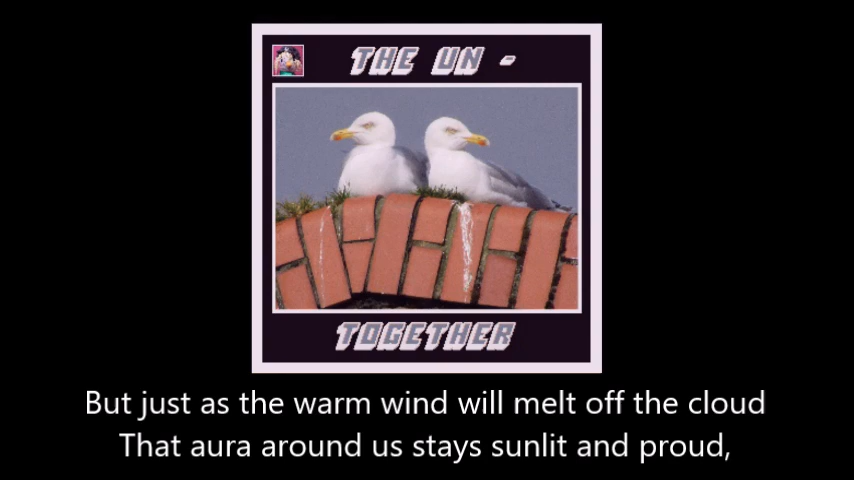 THE UN -
TOGETHER
But just as the warm wind will melt off the cloud
That aura around us stays sunlit and proud,